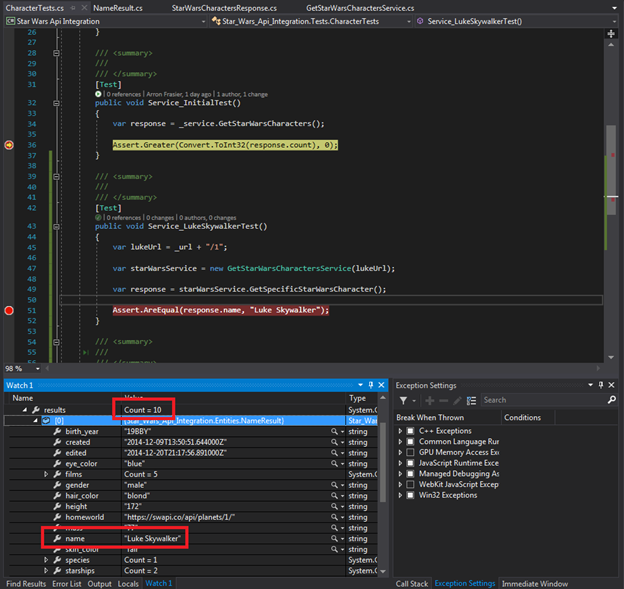 CharacterTests.cs NameResult.cs StarWarsCharactersResponse.cs GetStarWarsCharactersService.cs
Star Wars Api Integration Star_Wars_Api_Integration.Tests.CharacterTests Service_LukeSkywalkerTest()
26 }
27
28 /// <summary>
29 ///
30 /// </summary>
31 [Test]
0 references | Arron Frasier, 1 day ago | 1 author, 1 change
32 public void Service_InitialTest()
33 {
34 var response = _service.GetStarWarsCharacters();
35
36 Assert.Greater(Convert.ToInt32(response.count), 0);
37 }
38
39 /// <summary>
40 ///
41 /// </summary>
42 [Test]
0 references | 0 changes | 0 authors, 0 changes
43 public void Service_LukeSkywalkerTest()
44 {
45 var lukeUrl = _url + "/1";
46
47 var starWarsService = new GetStarWarsCharactersService(lukeUrl);
48
49 var response = starWarsService.GetSpecificStarWarsCharacter();
50
51 Assert.AreEqual(response.name, "Luke Skywalker");
52 }
53
54 /// <summary>
55 ///
56 /// </summary>
98 %
Watch 1
Name Value Type
results Count = 10 System.C
[0] {Star_Wars_Api_Integration.Entities.NameResult} Star_War
birth_year "19BBY" string
created "2014-12-09T13:50:51.644000Z" string
edited "2014-12-20T21:17:56.891000Z" string
eye_color "blue" string
films Count = 5 System.C
gender "male" string
hair_color "blond" string
height "172" string
homeworld "https://swapi.co/api/planets/1/" string
mass "77" string
name "Luke Skywalker" string
skin_color "fair" string
species Count = 1 System.C
starships Count = 2 System.C
Find Results Error List Output Locals Watch 1
Exception Settings
Search
Break When Thrown Conditions
C++ Exceptions
Common Language Run
GPU Memory Access Exc
JavaScript Runtime Exce
Managed Debugging As
WebKit JavaScript Excep
Win32 Exceptions
Call Stack Exception Settings Immediate Window